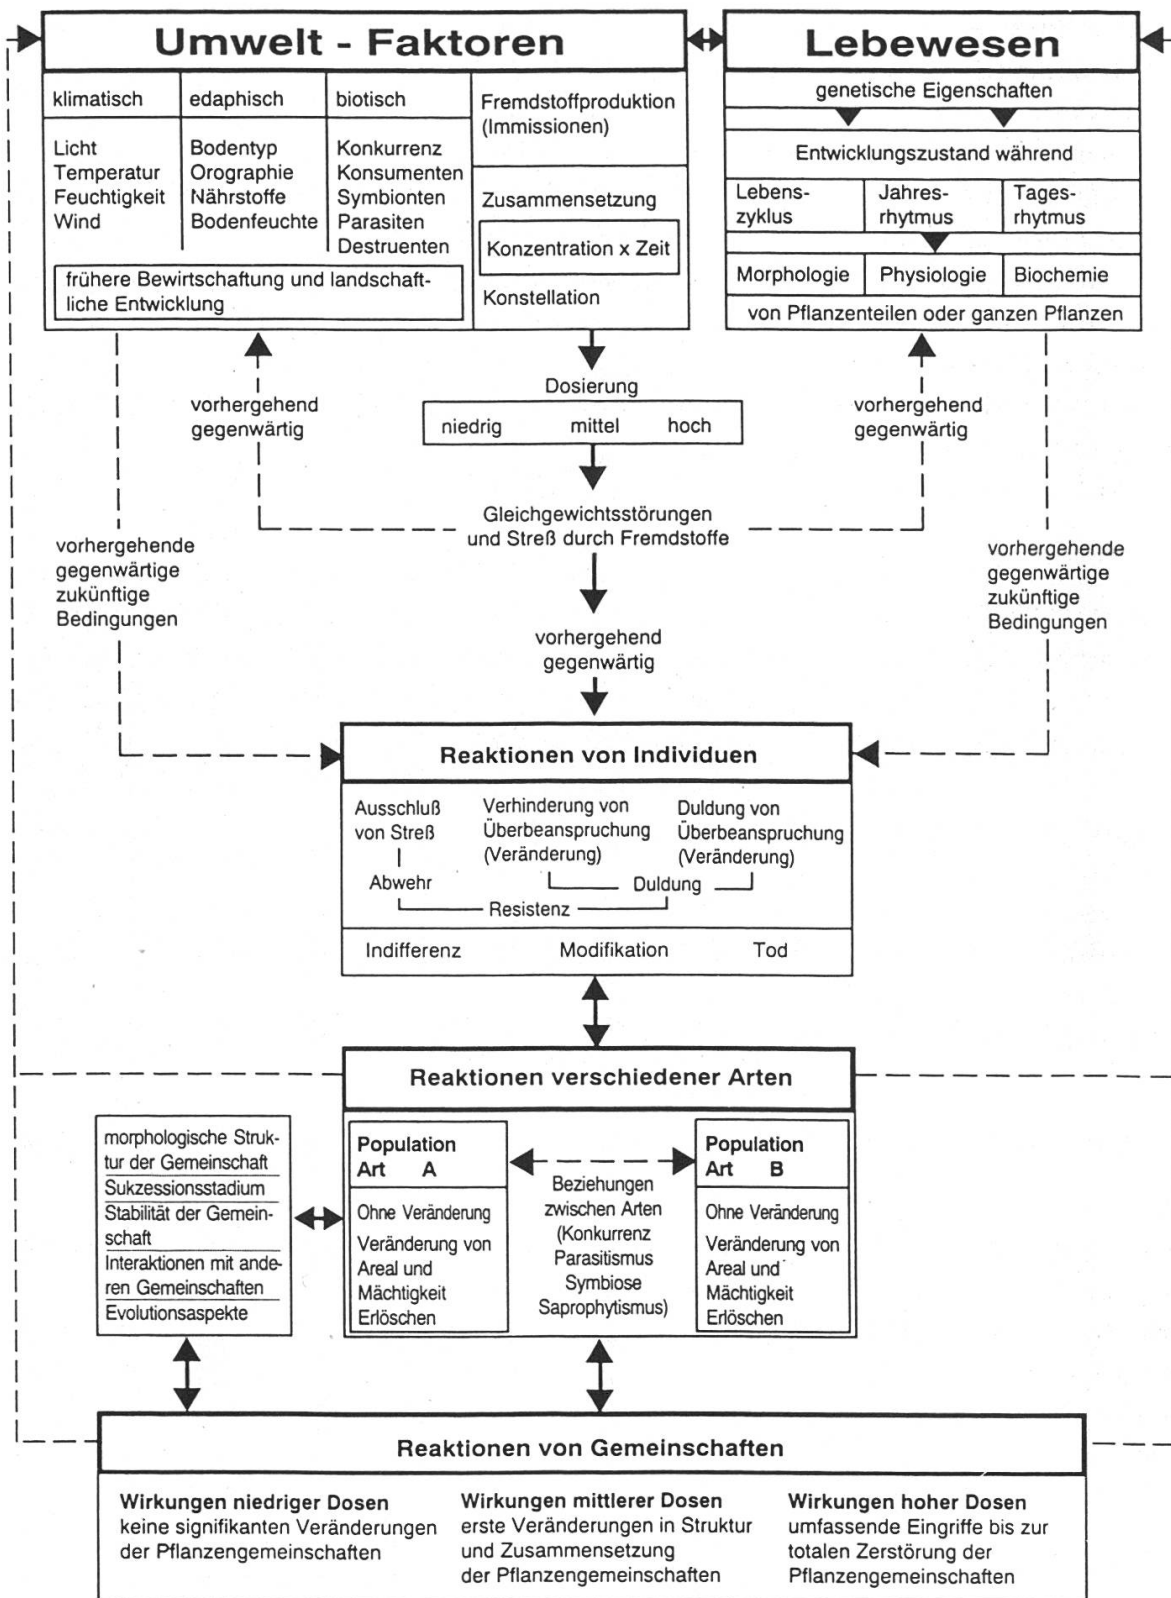 Umwelt - Faktoren
klimatisch
Licht
Temperatur
Feuchtigkeit
Wind
edaphisch
Bodentyp
Orographie
Nährstoffe
Bodenfeuchte
biotisch
Konkurrenz
Konsumenten
Symbionten
Parasiten
Destruenten
frühere Bewirtschaftung und landschaft-
liche Entwicklung
Fremdstoffproduktion
(Immissionen)
Zusammensetzung
Konzentration x Zeit
Konstellation
Lebewesen
genetische Eigenschaften
Entwicklungszustand während
Lebens-
zyklus
Jahres-
rhytmus
Tages-
rhytmus
Morphologie
Physiologie
Biochemie
von Pflanzenteilen oder ganzen Pflanzen
vorhergehend
gegenwärtig
Dosierung
niedrig mittel hoch
vorhergehend
gegenwärtig
Gleichgewichtsstörungen
und Streß durch Fremdstoffe
vorhergehende
gegenwärtige
zukünftige
Bedingungen
vorhergehende
gegenwärtige
zukünftige
Bedingungen
vorhergehend
gegenwärtig
Reaktionen von Individuen
Ausschluß
von Streß
Verhinderung von
Überbeanspruchung
(Veränderung)
Duldung von
Überbeanspruchung
(Veränderung)
Abwehr
Duldung
Resistenz
Indifferenz Modifikation Tod
Reaktionen verschiedener Arten
morphologische Struk-
tur der Gemeinschaft
Sukzessionsstadium
Stabilität der Gemein-
schaft
Interaktionen mit ande-
ren Gemeinschaften
Evolutionsaspekte
Population
Art A
Ohne Veränderung
Veränderung von
Areal und
Mächtigkeit
Erlöschen
Beziehungen
zwischen Arten
(Konkurrenz
Parasitismus
Symbiose
Saprophytismus)
Population
Art B
Ohne Veränderung
Veränderung von
Areal und
Mächtigkeit
Erlöschen
Reaktionen von Gemeinschaften
Wirkungen niedriger Dosen
keine signifikanten Veränderungen
der Pflanzengemeinschaften
Wirkungen mittlerer Dosen
erste Veränderungen in Struktur
und Zusammensetzung
der Pflanzengemeinschaften
Wirkungen hoher Dosen
umfassende Eingriffe bis zur
totalen Zerstörung der
Pflanzengemeinschaften